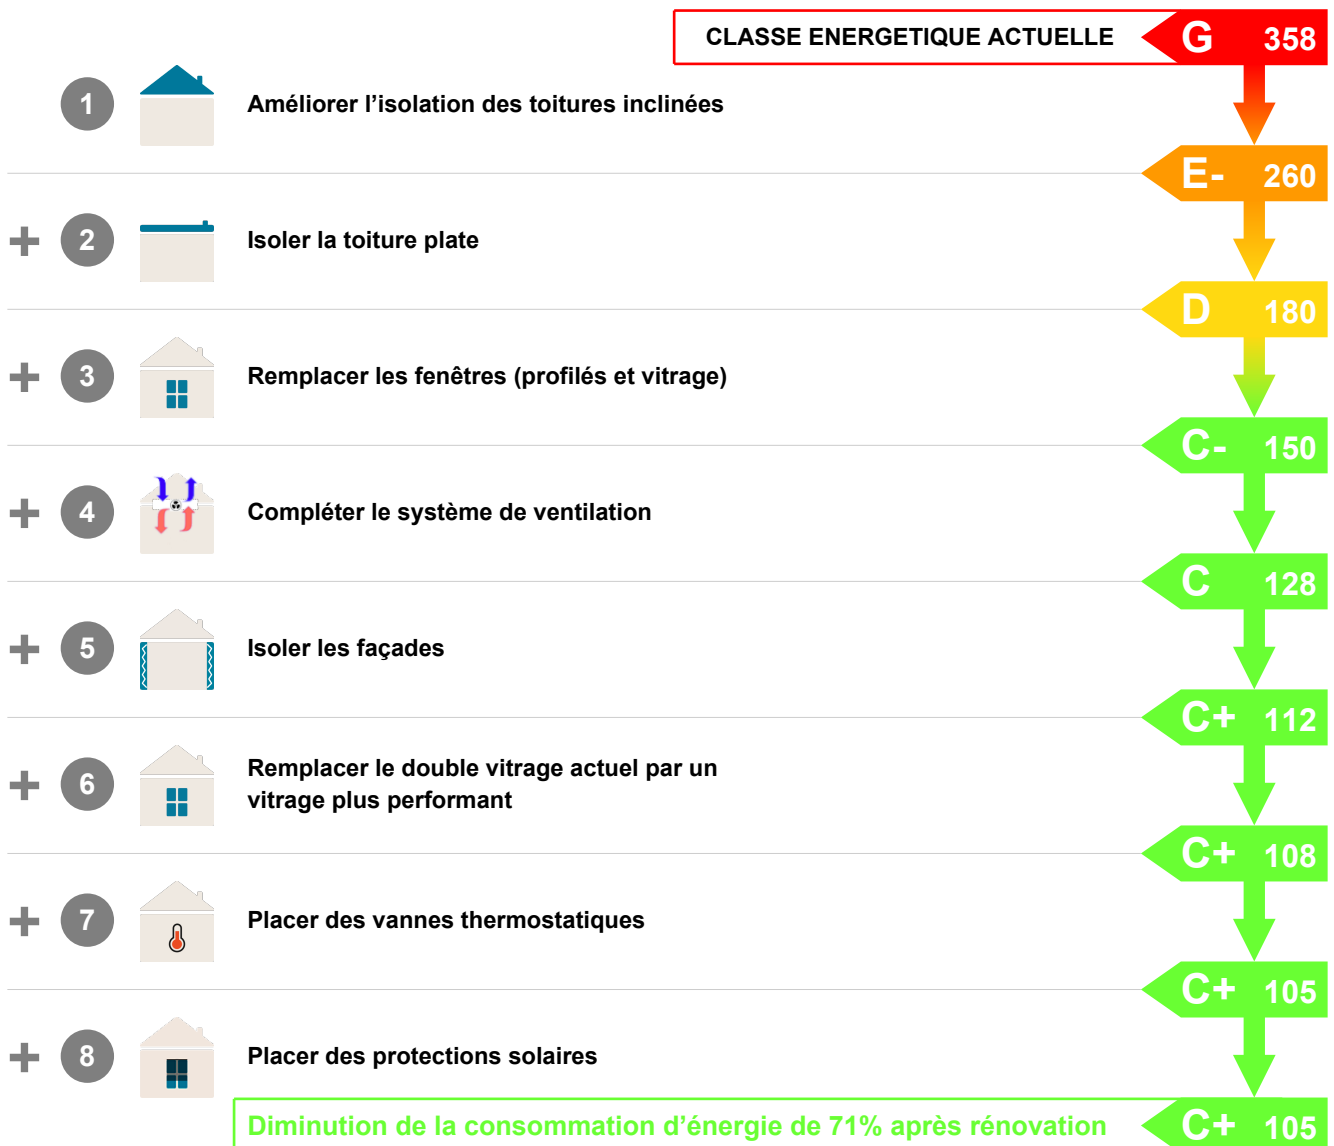 CLASSE ENERGETIQUE ACTUELLE G 358
1 Améliorer l'isolation des toitures inclinées
E- 260
+ 2 Isoler la toiture plate
D 180
+ 3 Remplacer les fenêtres (profilés et vitrage)
C- 150
+ 4 Compléter le système de ventilation
C 128
+ 5 Isoler les façades
C+ 112
+ 6 Remplacer le double vitrage actuel par un
vitrage plus performant
C+ 108
+ 7 Placer des vannes thermostatiques
C+ 105
+ 8 Placer des protections solaires
Diminution de la consommation d'énergie de 71% après rénovation C+ 105